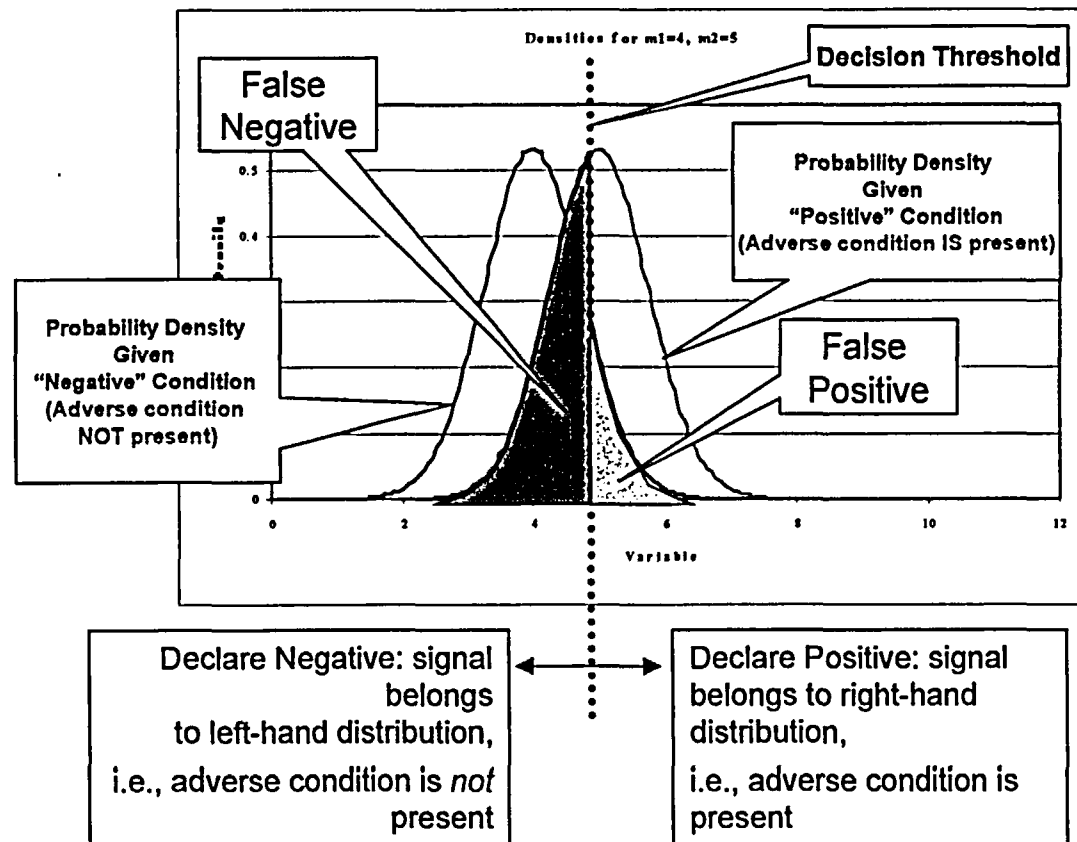 Densities for m1=4, m2=5
Decision Threshold
False
Negative
Probability Density
Given
"Positive" Condition
(Adverse condition IS present)
0.5
0.4
Density
Probability Density
Given
"Negative" Condition
(Adverse condition
NOT present)
False
Positive
0
0
2
4
6
8
10
12
Variable
Declare Negative: signal
belongs
to left-hand distribution,
i.e., adverse condition is not
present
Declare Positive: signal
belongs to right-hand
distribution,
i.e., adverse condition is
present